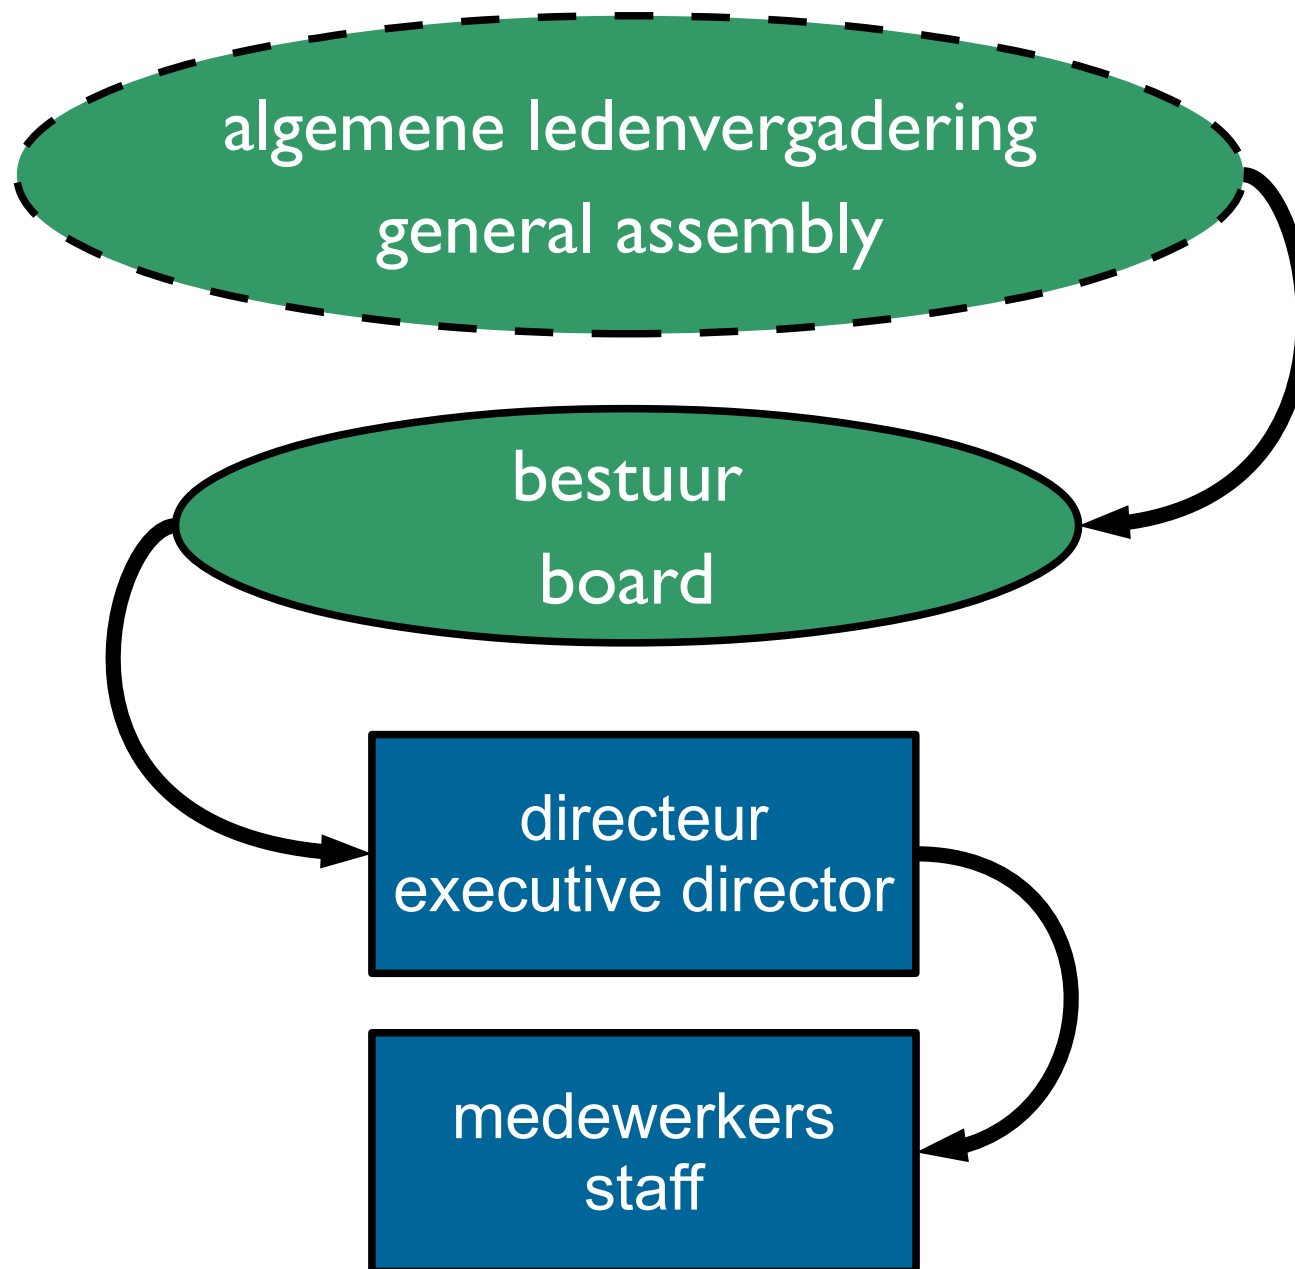 algemene ledenvergadering
general assembly
bestuur
board
directeur
executive director
medewerkers
staff